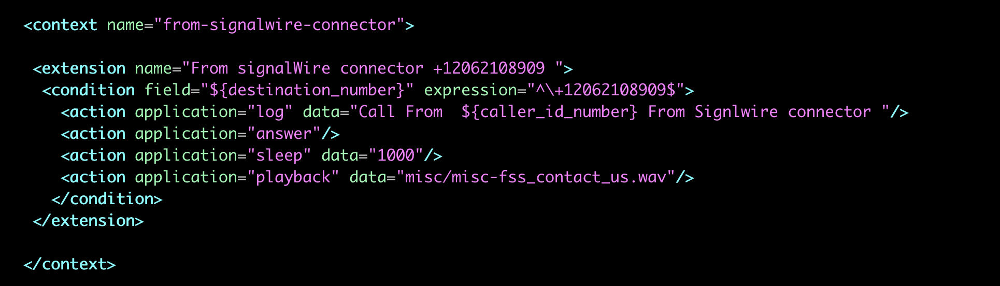 <context name="from-signalwire-connector">
<extension name="From signalWire connector +12062108909 ">
<condition field="${destination_number}" expression="^\+12062108909$">
<action application="log" data="Call From  ${caller_id_number} From Signlwire connector "/>
<action application="answer"/>
<action application="sleep" data="1000"/>
<action application="playback" data="misc/misc-fss_contact_us.wav"/>
</condition>
</extension>
</context>